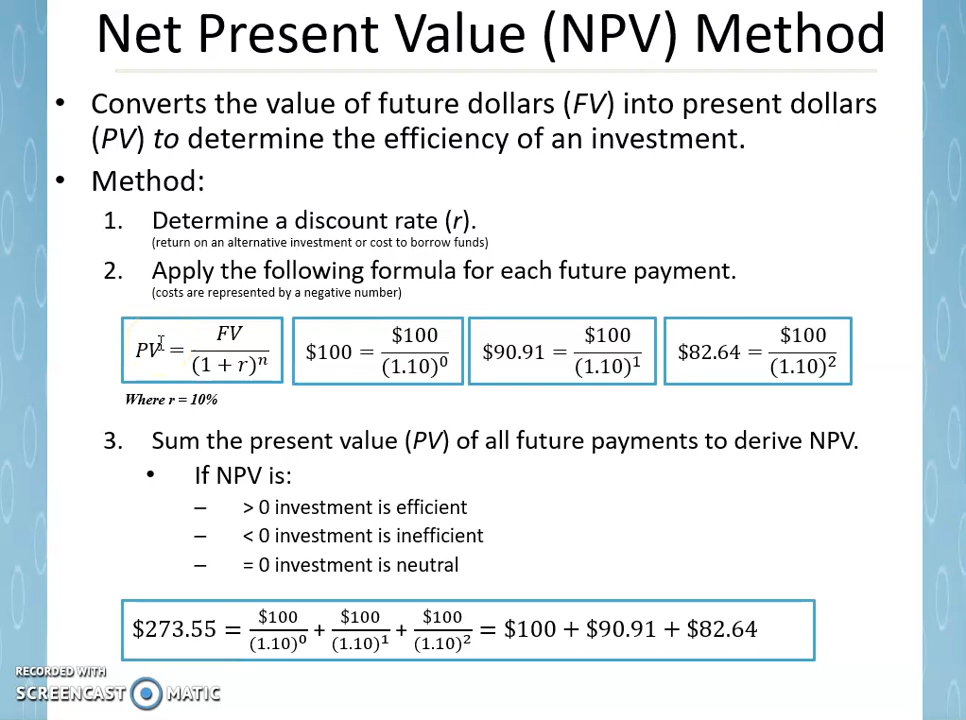 Net Present Value (NPV) Method
• Converts the value of future dollars (FV) into present dollars
(PV) to determine the efficiency of an investment.
• Method:
1. Determine a discount rate (r).
(return on an alternative investment or cost to borrow funds)
2. Apply the following formula for each future payment.
(costs are represented by a negative number)
PV = FV / (1 + r)ⁿ
$100 = $100 / (1.10)⁰
$90.91 = $100 / (1.10)¹
$82.64 = $100 / (1.10)²
Where r = 10%
3. Sum the present value (PV) of all future payments to derive NPV.
• If NPV is:
– > 0 investment is efficient
– < 0 investment is inefficient
– = 0 investment is neutral
$273.55 = $100 / (1.10)⁰ + $100 / (1.10)¹ + $100 / (1.10)² = $100 + $90.91 + $82.64
RECORDED WITH
SCREENCAST MATIC